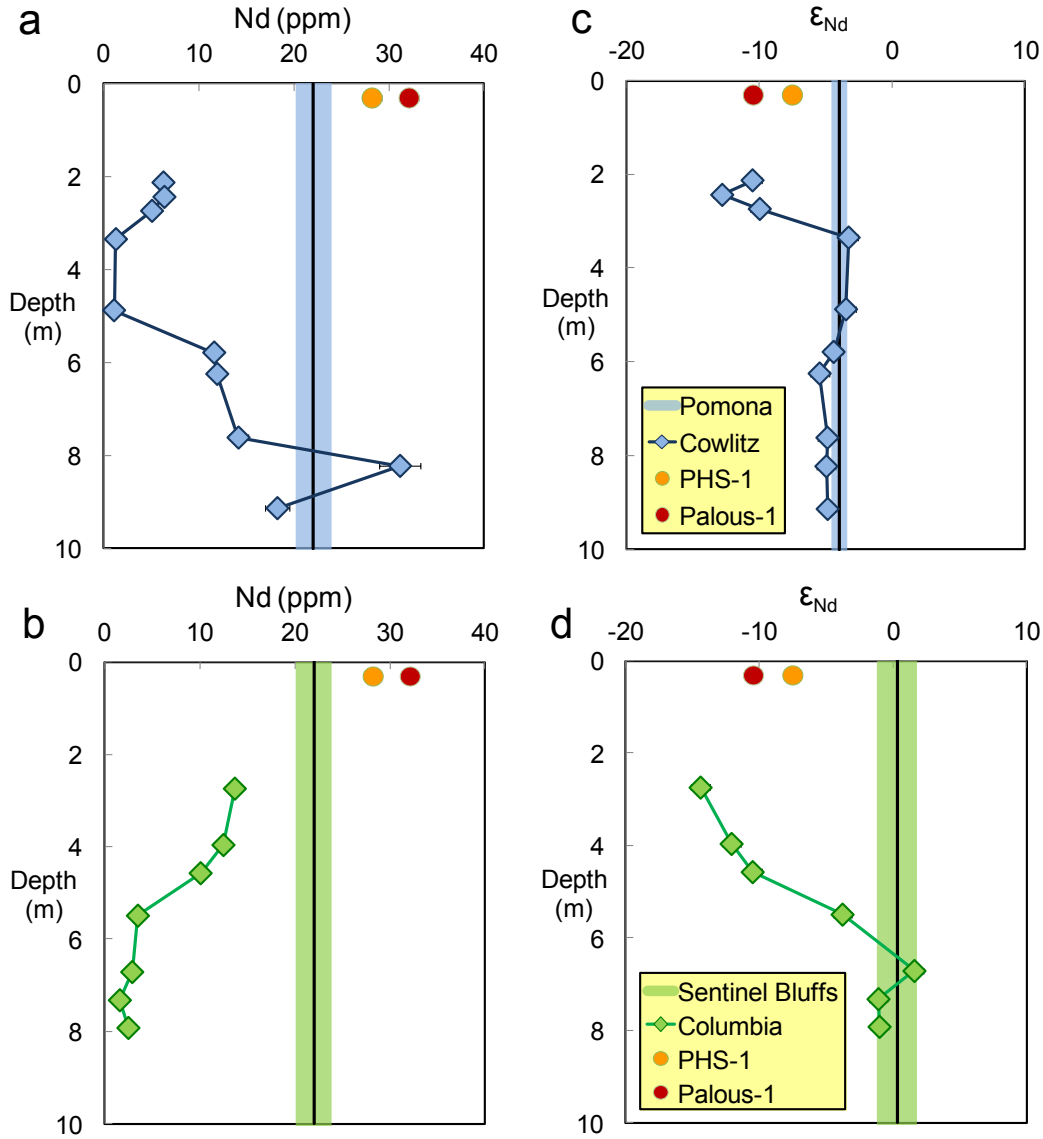 a
Nd (ppm)
0 10 20 30 40
0
2
4
6
8
10
Depth
(m)
c
εNd
-20 -10 0 10
0
2
4
6
8
10
Depth
(m)
Pomona
Cowlitz
PHS-1
Palous-1
b
Nd (ppm)
0 10 20 30 40
0
2
4
6
8
10
Depth
(m)
d
εNd
-20 -10 0 10
0
2
4
6
8
10
Depth
(m)
Sentinel Bluffs
Columbia
PHS-1
Palous-1